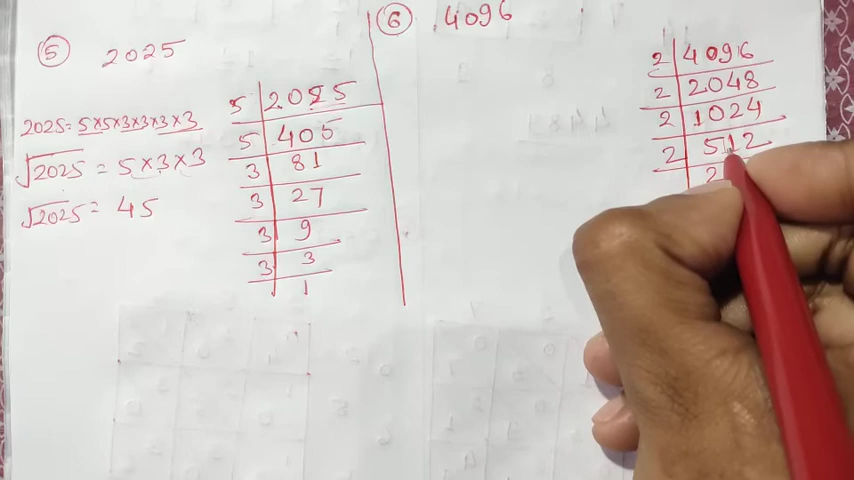 ⑤ 2025
2025 = 5×5×3×3×3×3
√2025 = 5×3×3
√2025 = 45
5 | 2025
5 | 405
3 | 81
3 | 27
3 | 9
3 | 3
1
⑥ 4096
2 | 4096
2 | 2048
2 | 1024
2 | 512
2